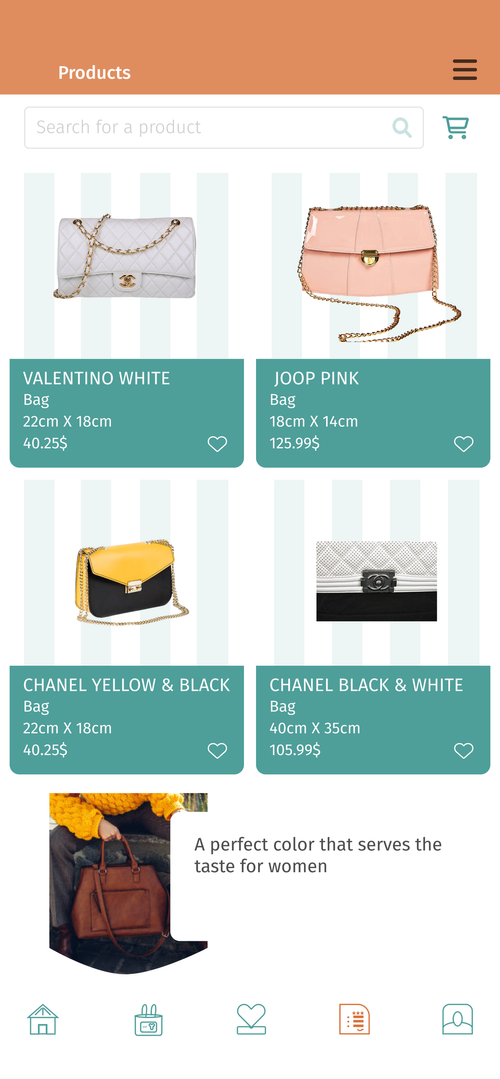 Products
Search for a product
VALENTINO WHITE
Bag
22cm X 18cm
40.25$
JOOP PINK
Bag
18cm X 14cm
125.99$
CHANEL YELLOW & BLACK
Bag
22cm X 18cm
40.25$
CHANEL BLACK & WHITE
Bag
40cm X 35cm
105.99$
A perfect color that serves the
taste for women